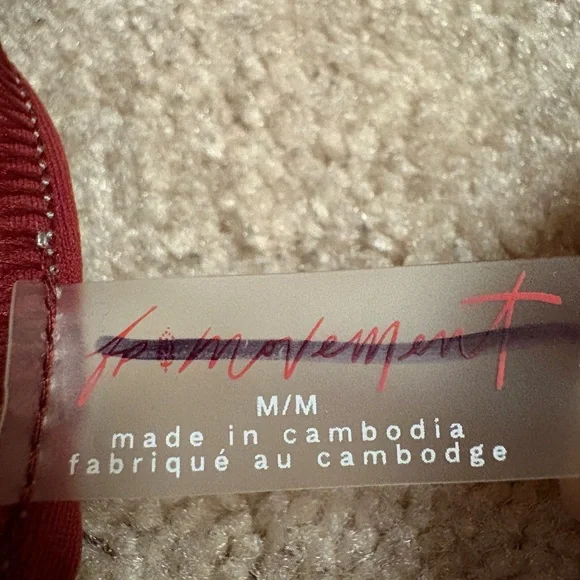 fp movement
M/M
made in cambodia
fabriqué au cambodge